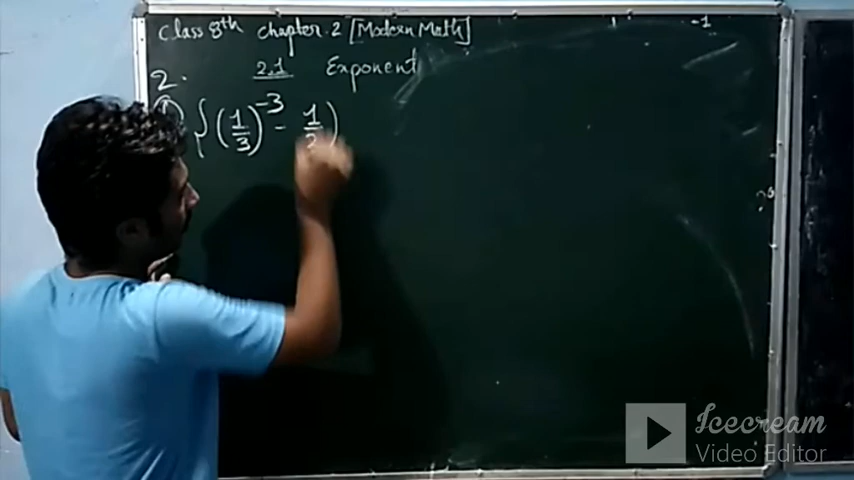 Class 8th chapter.2 [Modern Math]
2.1 Exponent
2.
{(1/3)^-3 - 1/2)
Icecream
Video Editor